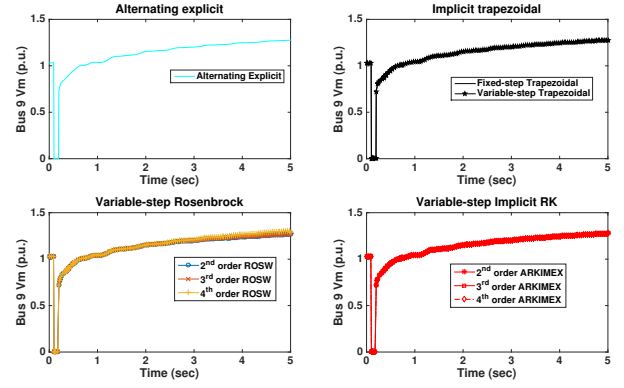 Alternating explicit
Bus 9 Vm (p.u.)
1.5
1
0.5
0
Alternating Explicit
0 1 2 3 4 5
Time (sec)
Implicit trapezoidal
Bus 9 Vm (p.u.)
1.5
1
0.5
0
Fixed-step Trapezoidal
Variable-step Trapezoidal
0 1 2 3 4 5
Time (sec)
Variable-step Rosenbrock
Bus 9 Vm (p.u.)
1.5
1
0.5
0
2nd order ROSW
3rd order ROSW
4th order ROSW
0 1 2 3 4 5
Time (sec)
Variable-step Implicit RK
Bus 9 Vm (p.u.)
1.5
1
0.5
0
2nd order ARKIMEX
3rd order ARKIMEX
4th order ARKIMEX
0 1 2 3 4 5
Time (sec)